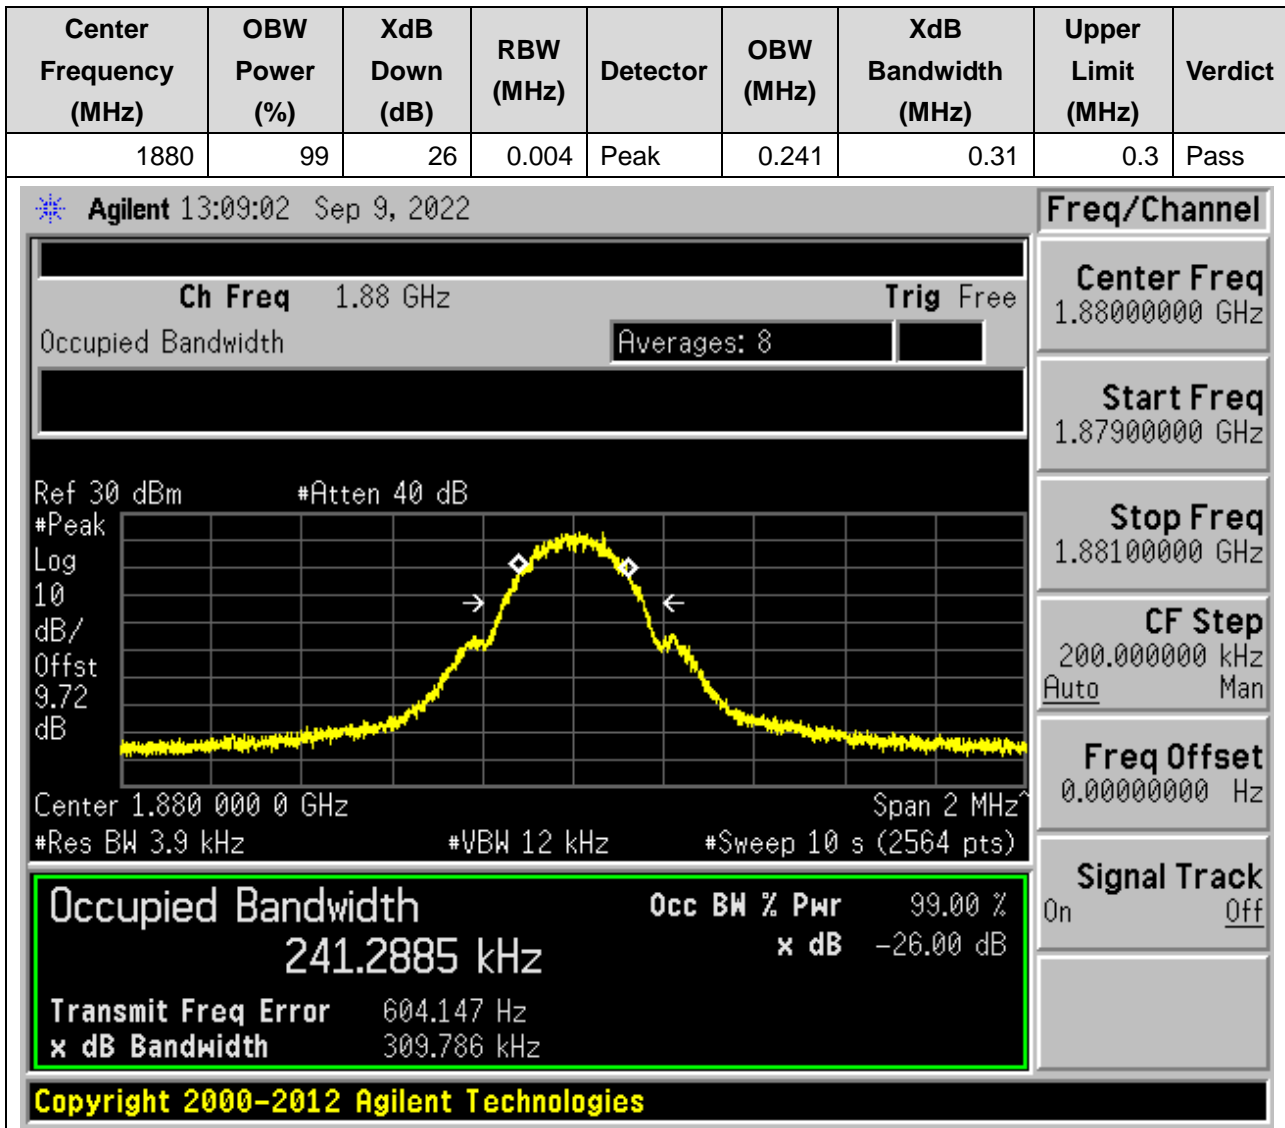 Center Frequency (MHz) OBW Power (%) XdB Down (dB) RBW (MHz) Detector OBW (MHz) XdB Bandwidth (MHz) Upper Limit (MHz) Verdict
1880 99 26 0.004 Peak 0.241 0.31 0.3 Pass
Agilent 13:09:02 Sep 9, 2022
Freq/Channel
Ch Freq 1.88 GHz Trig Free
Occupied Bandwidth Averages: 8
Ref 30 dBm #Atten 40 dB
#Peak
Log
10
dB/
Offst
9.72
dB
Center 1.880 000 0 GHz Span 2 MHz^
#Res BW 3.9 kHz #VBW 12 kHz #Sweep 10 s (2564 pts)
Occupied Bandwidth Occ BW % Pwr 99.00 %
241.2885 kHz x dB -26.00 dB
Transmit Freq Error 604.147 Hz
x dB Bandwidth 309.786 kHz
Center Freq
1.88000000 GHz
Start Freq
1.87900000 GHz
Stop Freq
1.88100000 GHz
CF Step
200.000000 kHz
Auto Man
Freq Offset
0.00000000 Hz
Signal Track
On Off
Copyright 2000-2012 Agilent Technologies